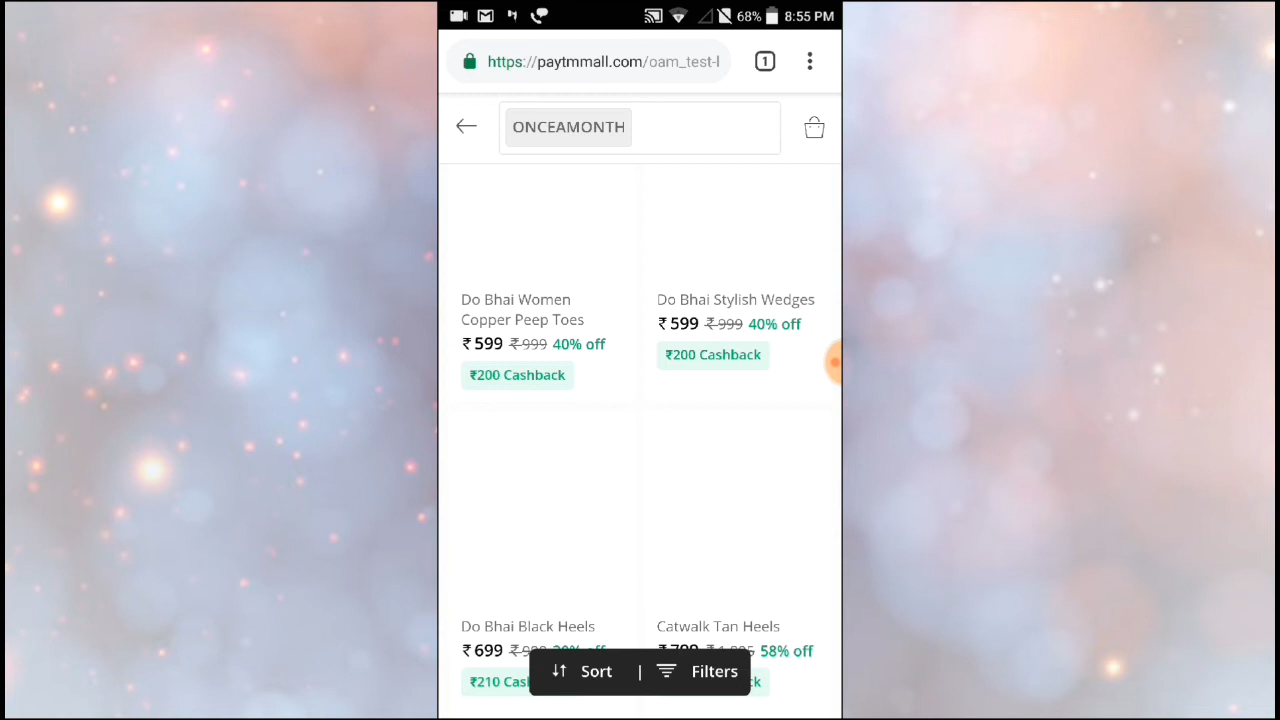 68% 8:55 PM
https://paytmmall.com/oam_test-l
1
ONCEAMONTH
Do Bhai Women
Copper Peep Toes
₹599 ₹999 40% off
₹200 Cashback
Do Bhai Stylish Wedges
₹599 ₹999 40% off
₹200 Cashback
Do Bhai Black Heels
₹699
₹210
Catwalk Tan Heels
58% off
Sort | Filters